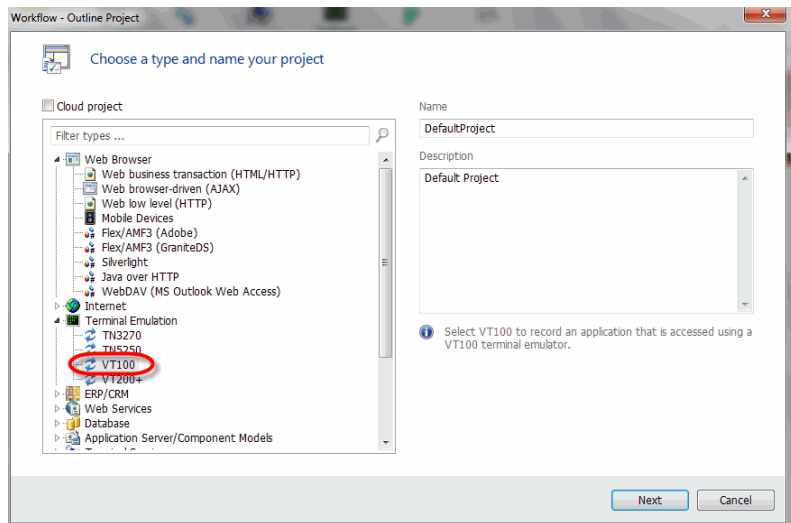 Workflow - Outline Project
Choose a type and name your project
Cloud project
Filter types ...
Web Browser
Web business transaction (HTML/HTTP)
Web browser-driven (AJAX)
Web low level (HTTP)
Mobile Devices
Flex/AMF3 (Adobe)
Flex/AMF3 (GraniteDS)
Silverlight
Java over HTTP
WebDAV (MS Outlook Web Access)
Internet
Terminal Emulation
TN3270
TN5250
VT100
VT200+
ERP/CRM
Web Services
Database
Application Server/Component Models
Name
DefaultProject
Description
Default Project
Select VT100 to record an application that is accessed using a
VT100 terminal emulator.
Next
Cancel